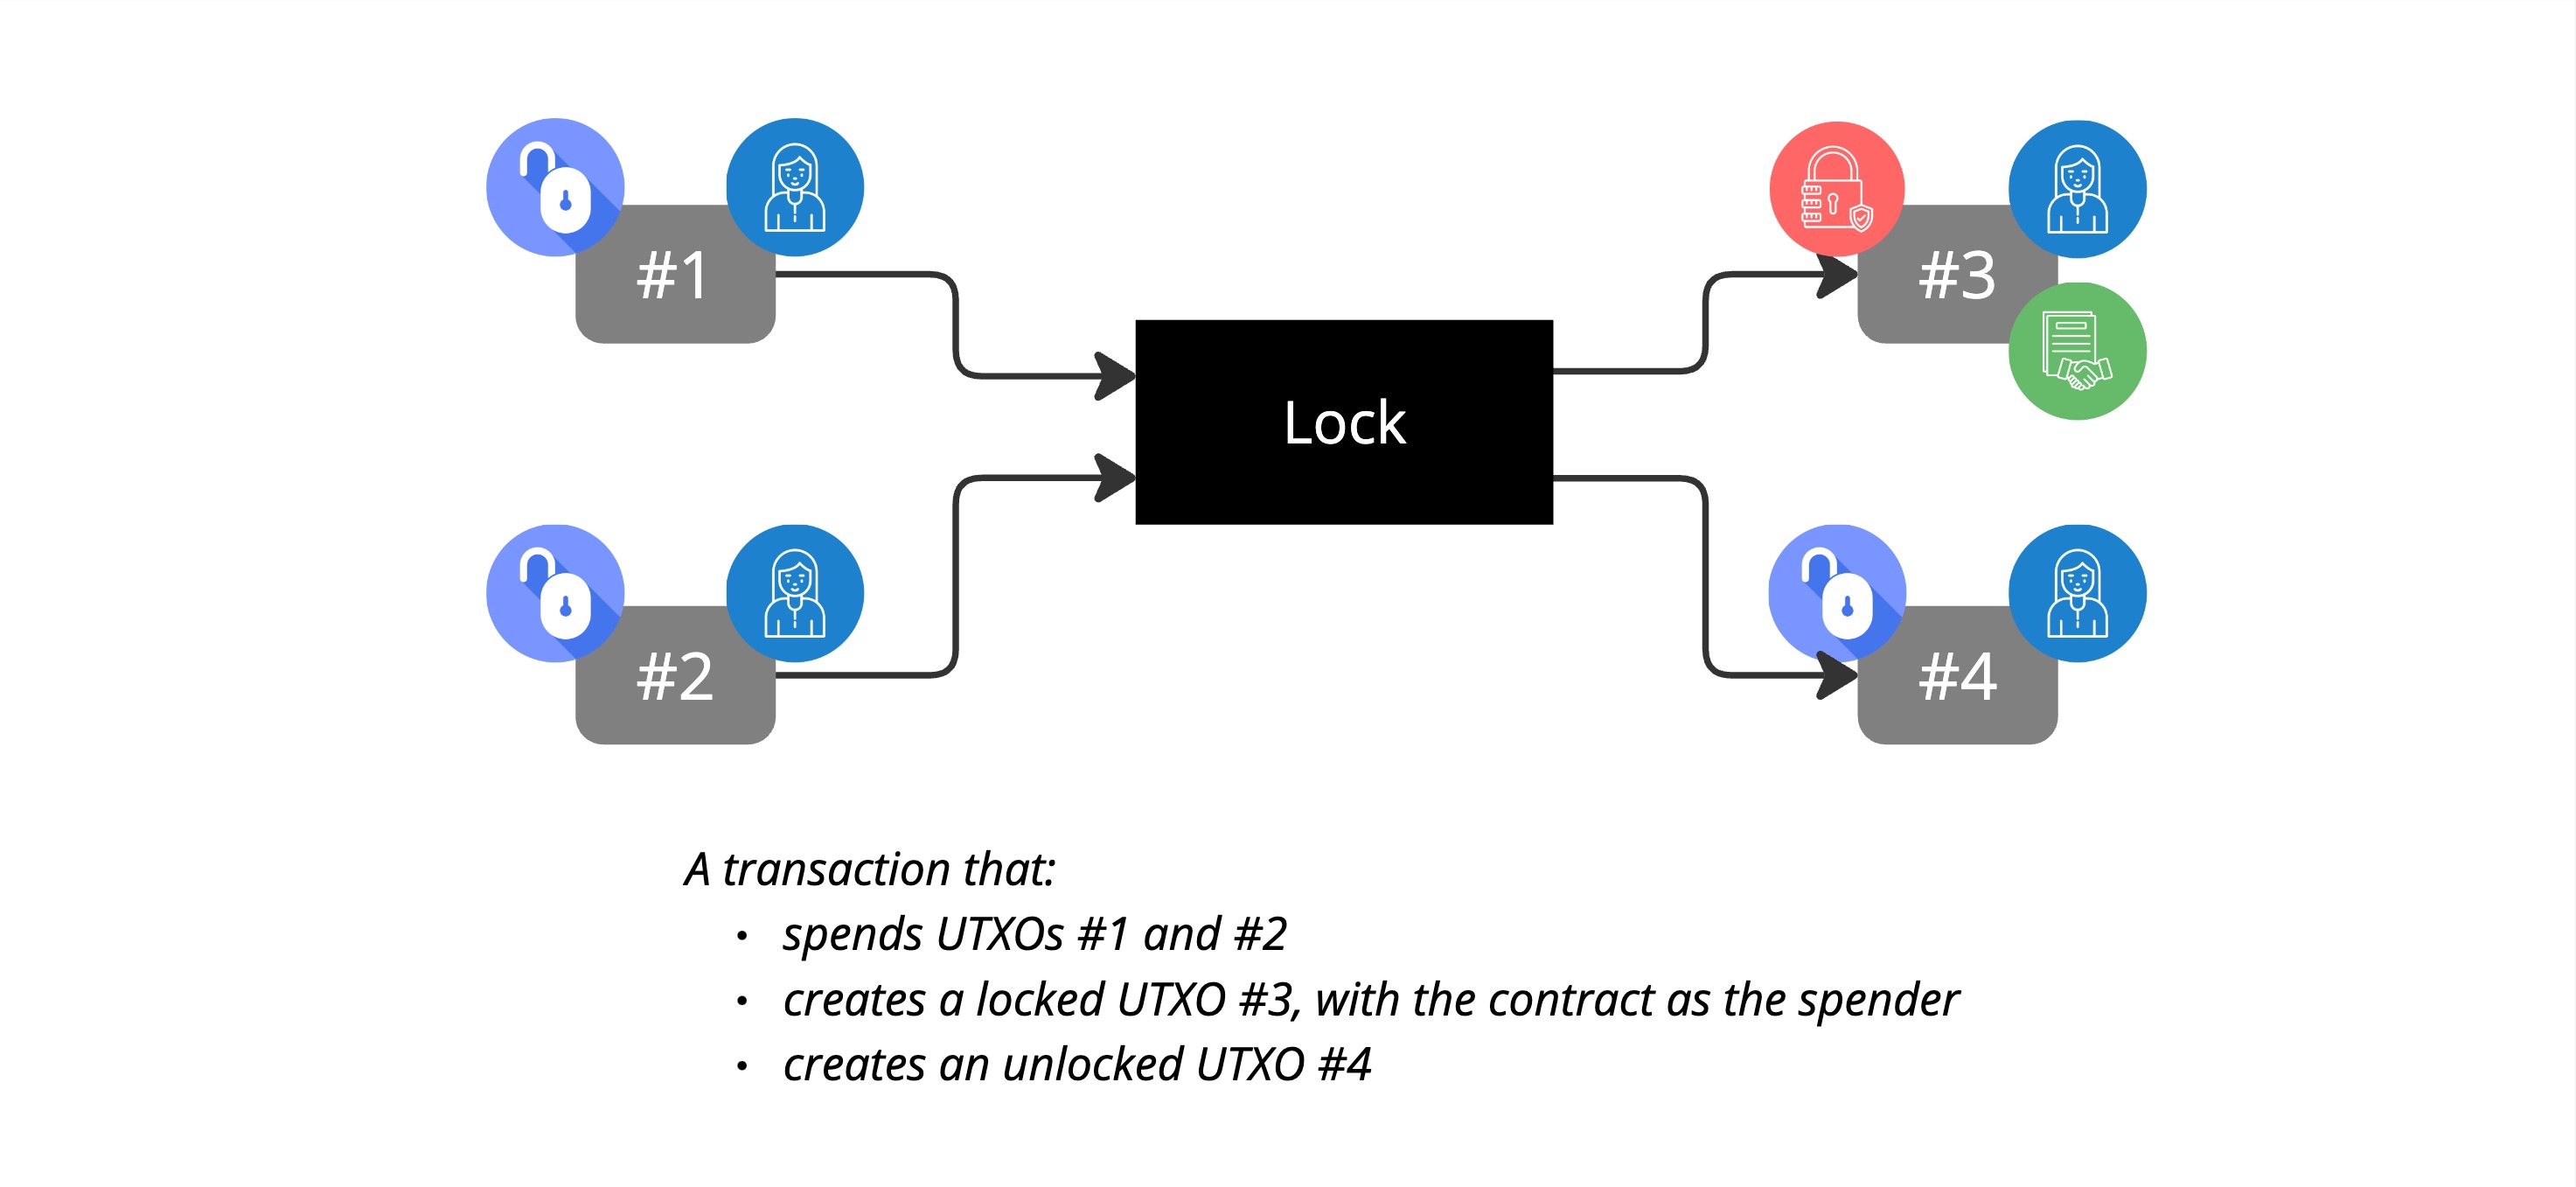 #1
#3
Lock
#2
#4
A transaction that:
• spends UTXOs #1 and #2
• creates a locked UTXO #3, with the contract as the spender
• creates an unlocked UTXO #4